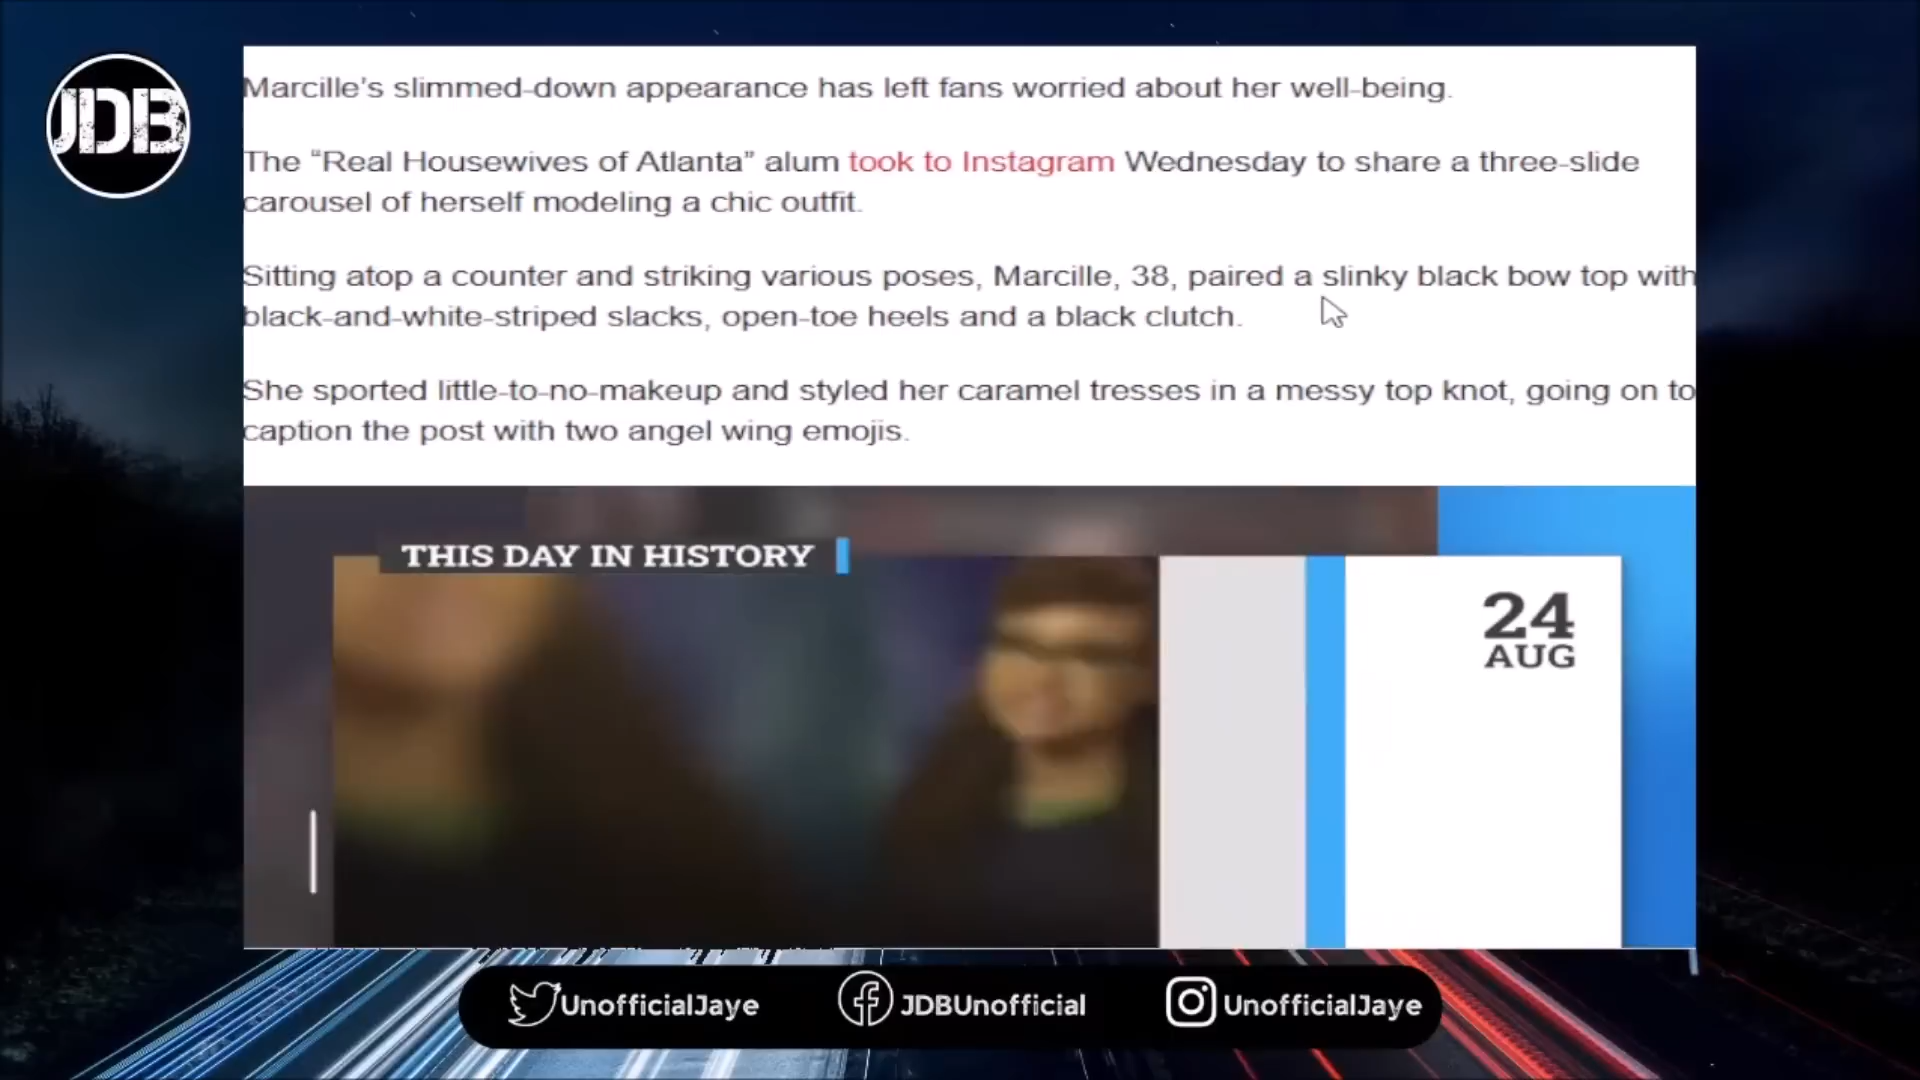 JDB
Marcille's slimmed-down appearance has left fans worried about her well-being.
The “Real Housewives of Atlanta” alum took to Instagram Wednesday to share a three-slide
carousel of herself modeling a chic outfit.
Sitting atop a counter and striking various poses, Marcille, 38, paired a slinky black bow top with
black-and-white-striped slacks, open-toe heels and a black clutch.
She sported little-to-no-makeup and styled her caramel tresses in a messy top knot, going on to
caption the post with two angel wing emojis.
THIS DAY IN HISTORY
24
AUG
UnofficialJaye
JDBUnofficial
UnofficialJaye